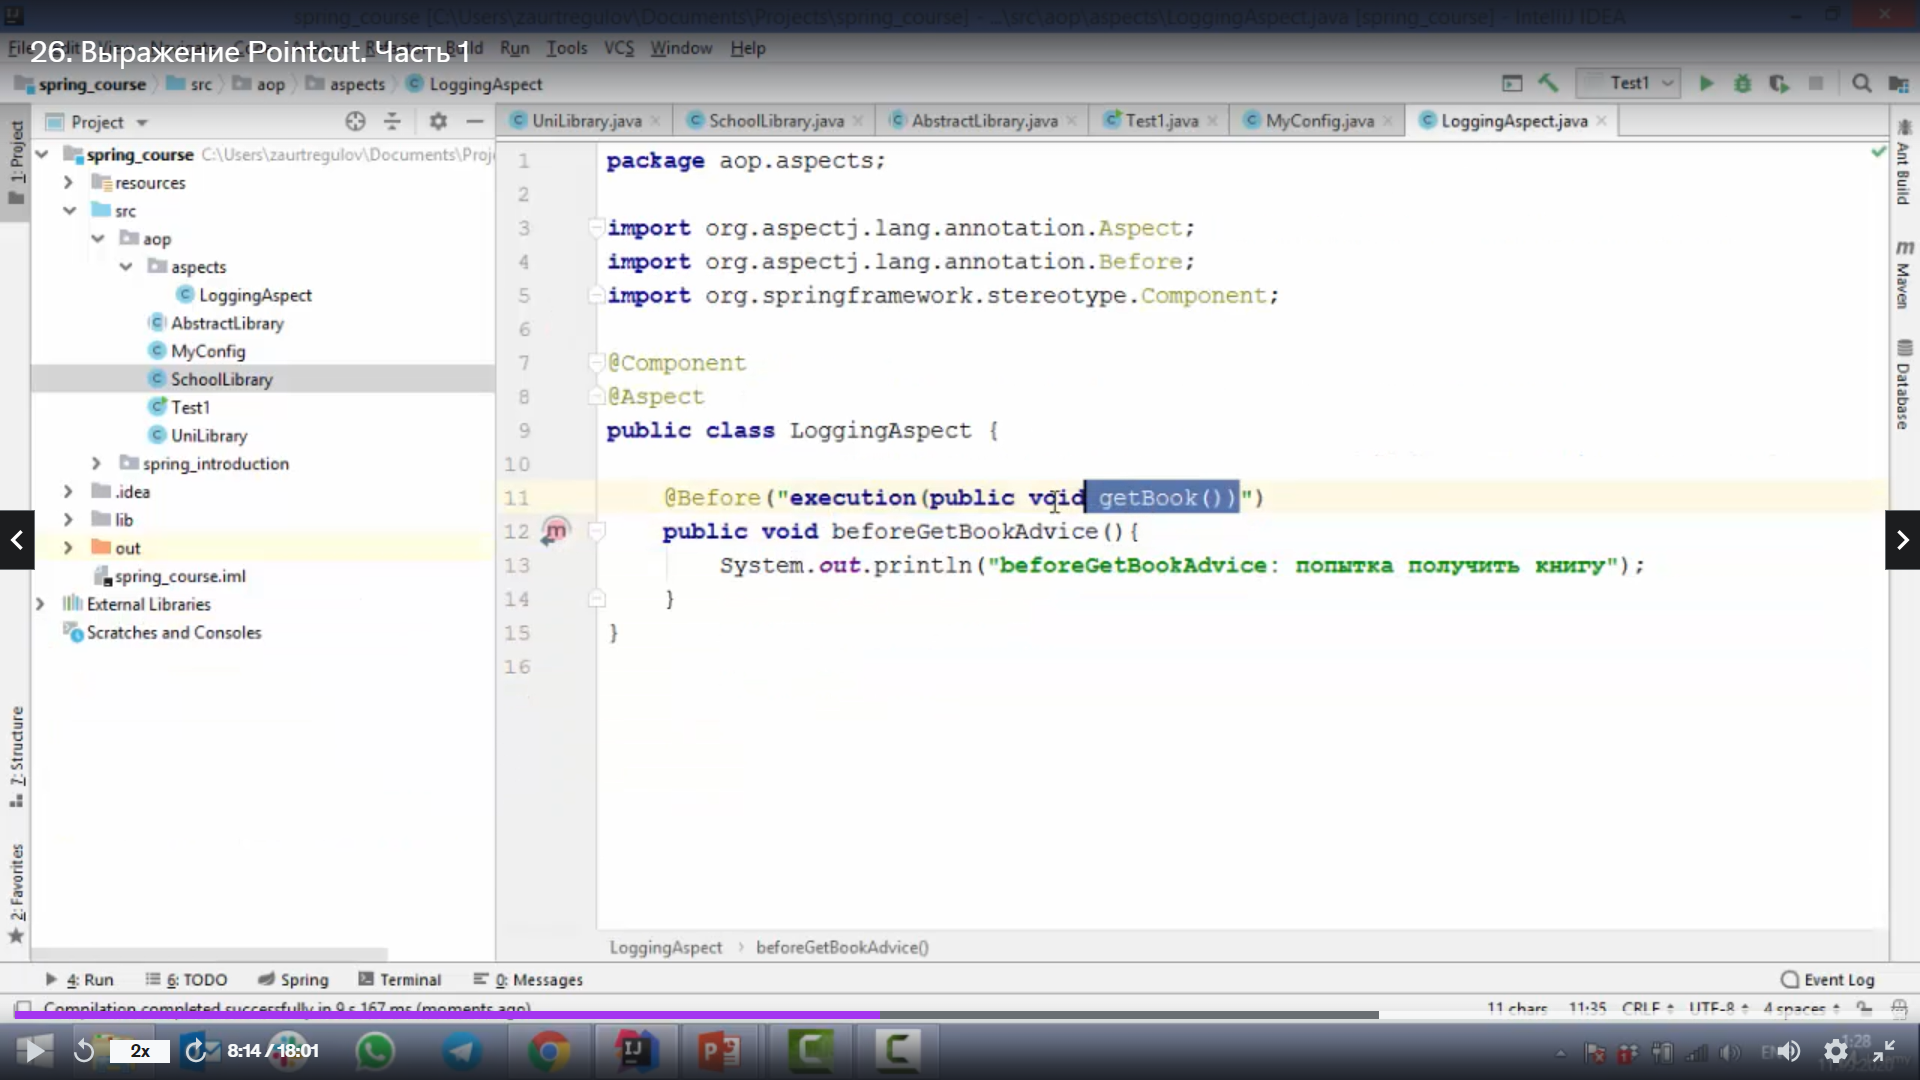 spring_course [C:\Users\zaurtregulov\Documents\Projects\spring_course] - ...\src\aop\aspects\LoggingAspect.java [spring_course] - IntelliJ IDEA
26. Выражение Pointcut. Часть 1
File Build Run Tools VCS Window Help
spring_course src aop aspects LoggingAspect
Test1
Project
UniLibrary.java SchoolLibrary.java AbstractLibrary.java Test1.java MyConfig.java LoggingAspect.java
1: Project
spring_course C:\Users\zaurtregulov\Documents\Proj
resources
src
aop
aspects
LoggingAspect
AbstractLibrary
MyConfig
SchoolLibrary
Test1
UniLibrary
spring_introduction
.idea
lib
out
spring_course.iml
External Libraries
Scratches and Consoles
7: Structure
2: Favorites
1 package aop.aspects;
2
3 import org.aspectj.lang.annotation.Aspect;
4 import org.aspectj.lang.annotation.Before;
5 import org.springframework.stereotype.Component;
6
7 @Component
8 @Aspect
9 public class LoggingAspect {
10
11 @Before("execution(public void getBook())")
12 public void beforeGetBookAdvice(){
13 System.out.println("beforeGetBookAdvice: попытка получить книгу");
14 }
15 }
16
Ant Build
Maven
Database
LoggingAspect › beforeGetBookAdvice()
4: Run 6: TODO Spring Terminal 0: Messages
Event Log
Compilation completed successfully in 9 s 167 ms (moments ago)
11 chars 11:35 CRLF UTF-8 4 spaces
2x
8:14 / 18:01